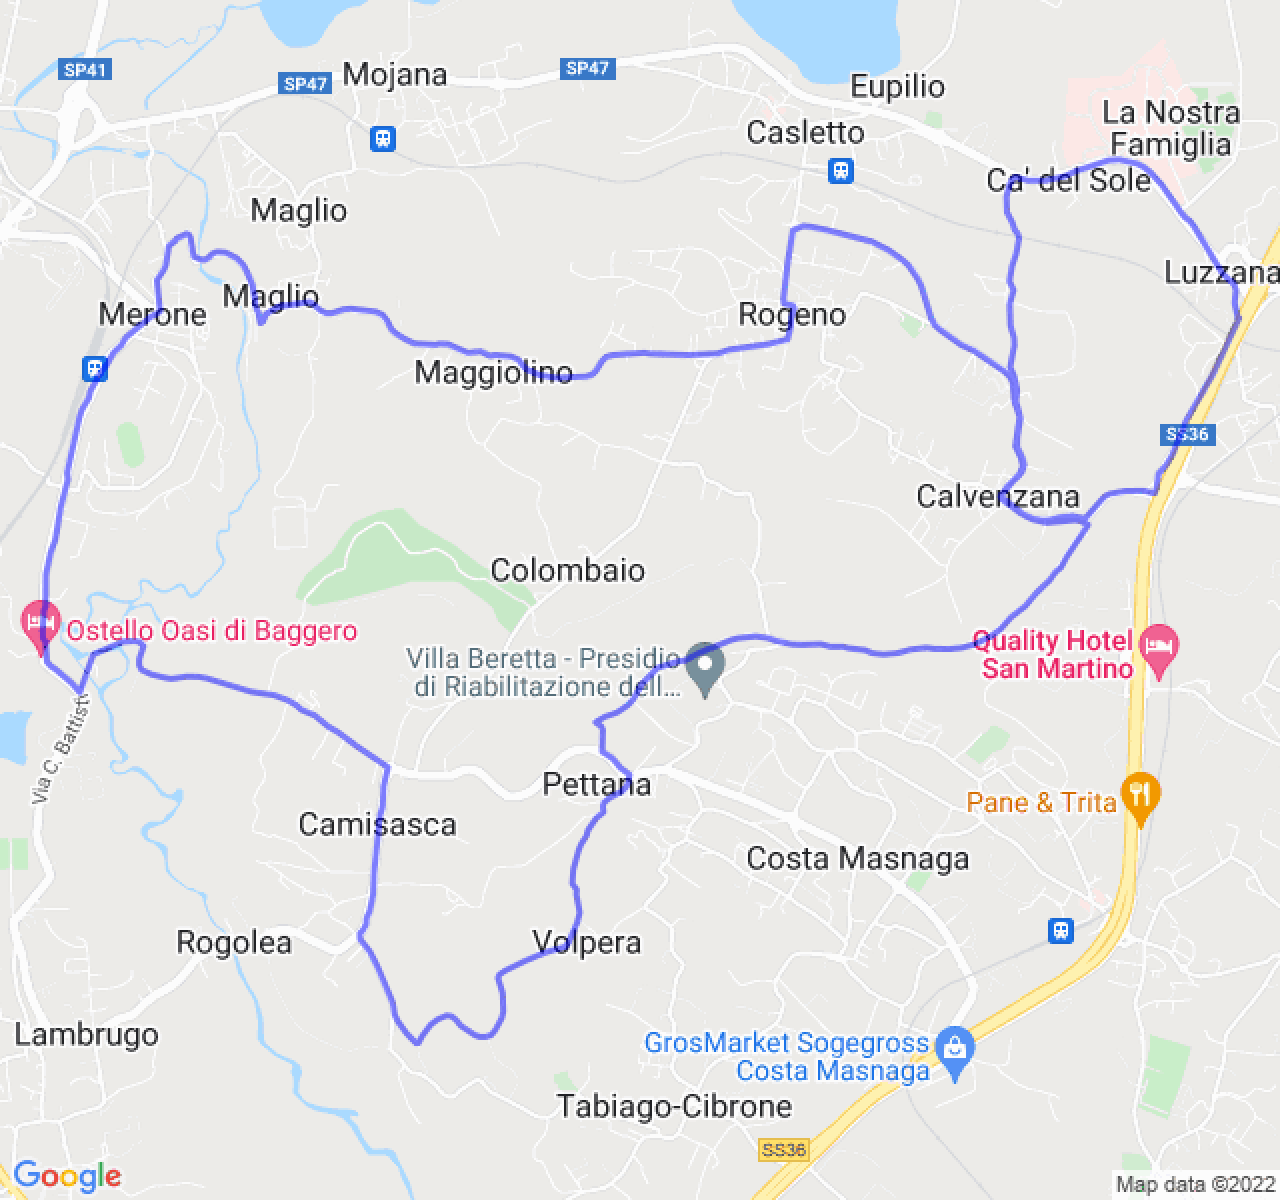 SP41
SP47
Mojana
SP47
Eupilio
La Nostra
Famiglia
Casletto
Ca' del Sole
Maglio
Luzzana
Maglio
Merone
Rogeno
Maggiolino
SS36
Calvenzana
Colombaio
Ostello Oasi di Baggero
Villa Beretta - Presidio
di Riabilitazione dell...
Quality Hotel
San Martino
Via C. Battisti
Pettana
Pane & Trita
Camisasca
Costa Masnaga
Rogolea
Volpera
Lambrugo
GrosMarket Sogegross
Costa Masnaga
Tabiago-Cibrone
SS36
Google
Map data ©2022